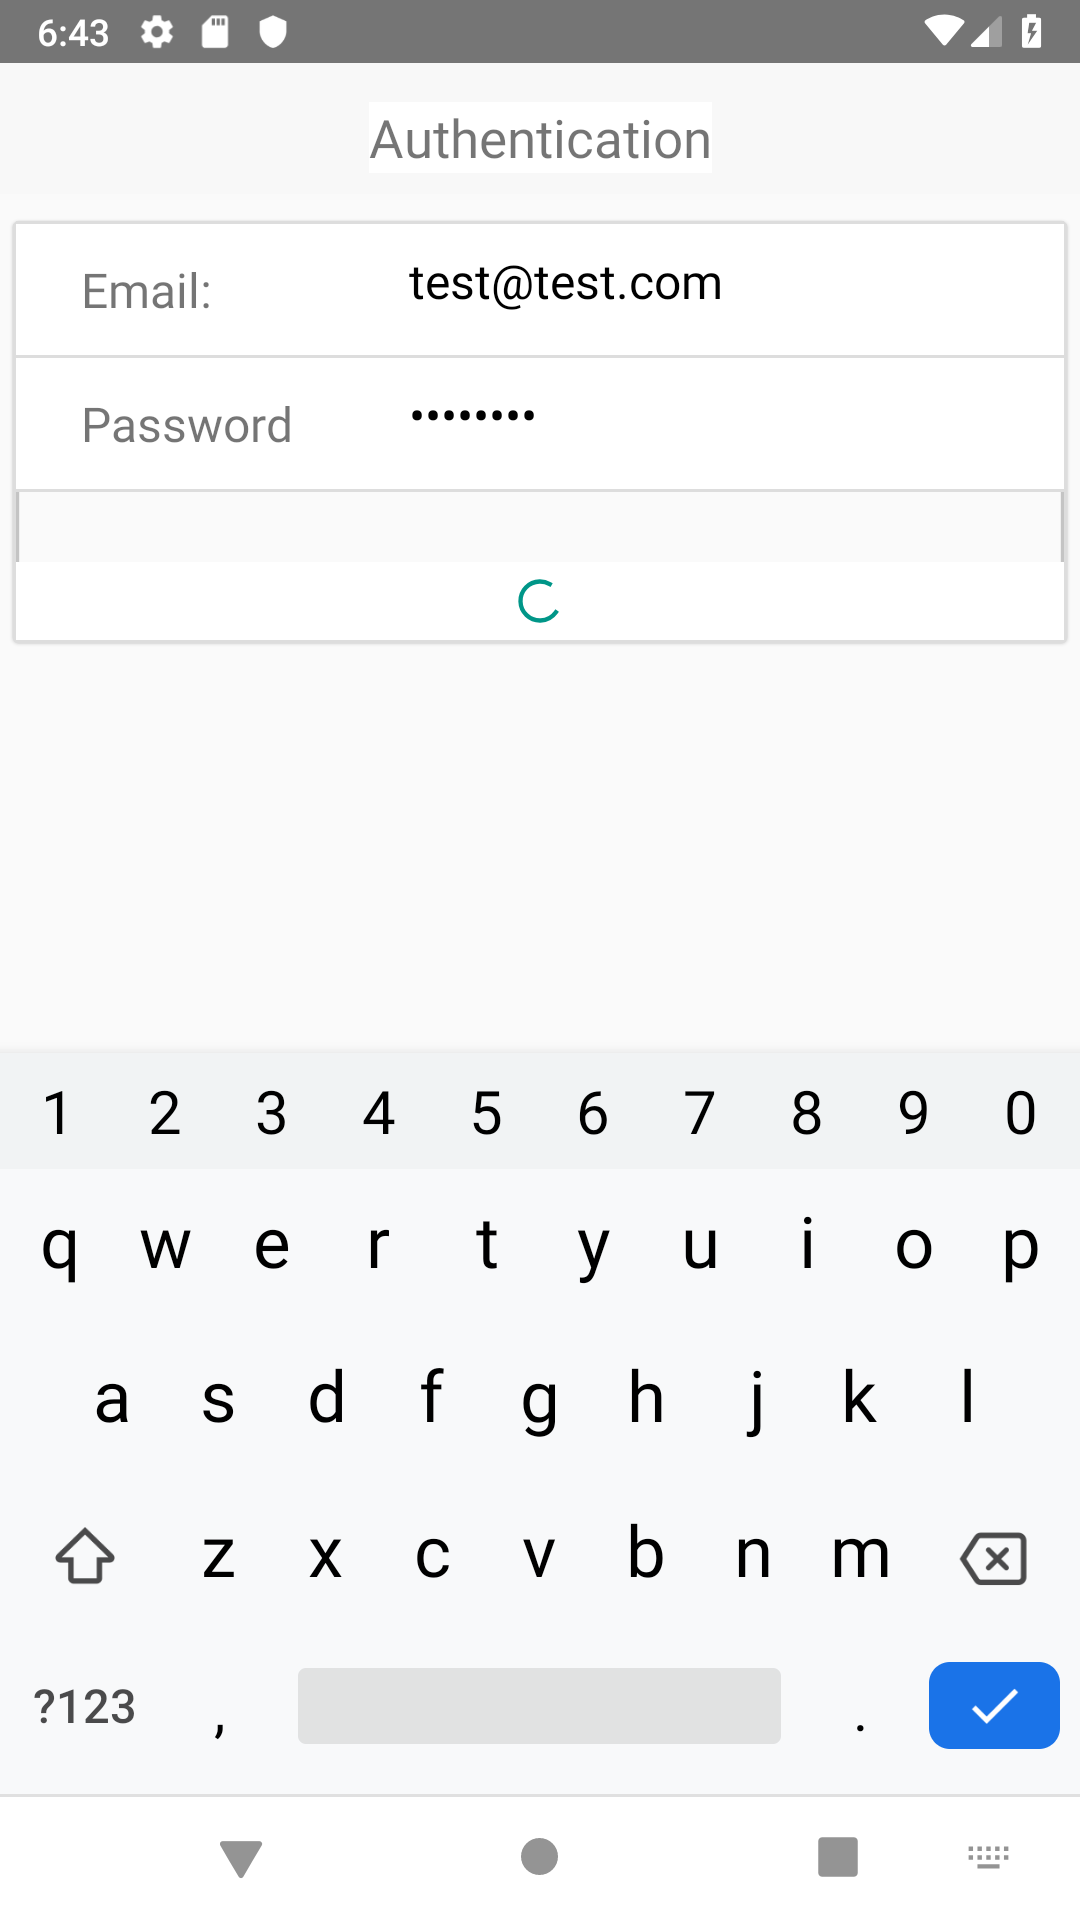 6:43
Authentication
Email: test@test.com
Password ••••••••
1 2 3 4 5 6 7 8 9 0
q w e r t y u i o p
a s d f g h j k l
z x c v b n m
?123 , .